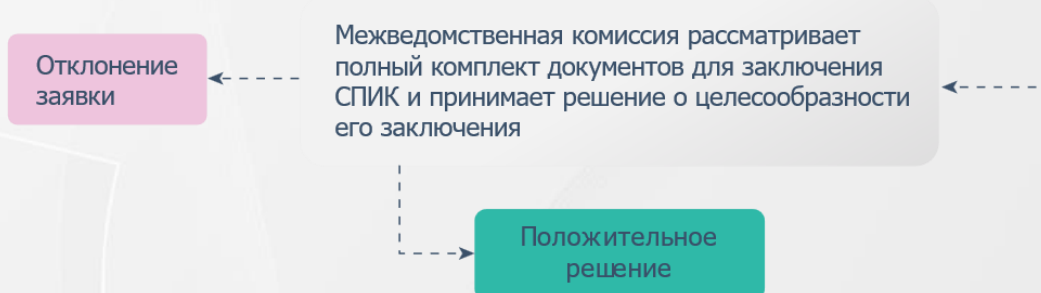 Отклонение
заявки
Межведомственная комиссия рассматривает
полный комплект документов для заключения
СПИК и принимает решение о целесообразности
его заключения
Положительное
решение